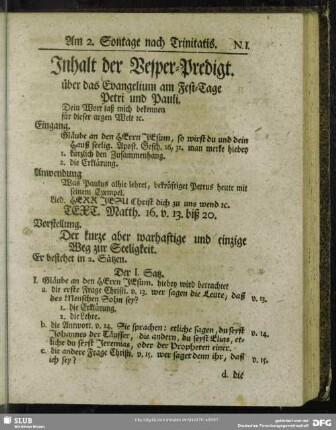 Am 2. Sontage nach Trinitatis. N.I.
Inhalt der Vesper-Predigt.
über das Evangelium am Fest-Tage
Petri und Pauli.
Dein Wort laß mich bekennen
für dieser argen Welt ꝛc.
Eingang.
Gläube an den HErrn JEsum, so wirst du und dein
Hauß seelig. Apost. Gesch. 16, 31. man merke hiebey
1. kürzlich den Zusammenhang.
2. die Erklärung.
Anwendung
Was Paulus alhie lehret, bekräftiget Petrus heute mit
seinem Exempel.
Lied. HERR JESU Christ dich zu uns wend ꝛc.
TEXT. Matth. 16. v. 13. biß 20.
Vorstellung.
Der kurze aber warhaftige und einzige
Weg zur Seeligkeit.
Er bestehet in 2. Sätzen.
Der I. Satz.
I. Gläube an den HErrn JEsum. hiebey wird betrachtet
a. die erste Frage Christi. v. 13. wer sagen die Leute, daß v. 13.
des Menschen Sohn sey?
1. die Erklärung.
2. die Lehre.
b. die Antwort. v. 14. Sie sprachen: etliche sagen, du seyst v. 14.
Johannes der Täuffer, die andern, du seyst Elias, et-
liche du seyst Jeremias, oder der Propheten einer.
c. die andere Frage Christi. v. 15. wer saget denn ihr, daß v. 15.
ich sey?
d. die
SLUB
Wir führen Wissen.
DFG
Deutsche Forschungsgemeinschaft